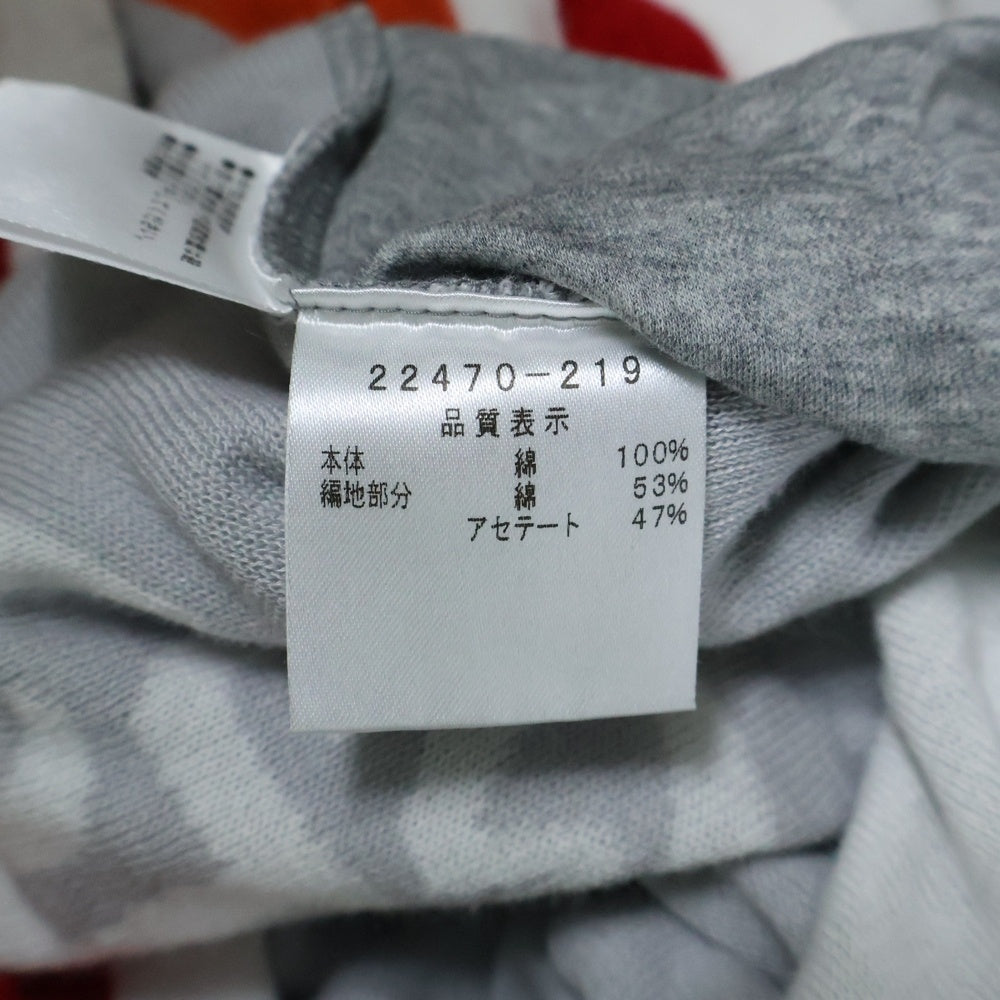 22470-219
品質表示
本体 綿 100%
編地部分 綿 53%
アセテート 47%